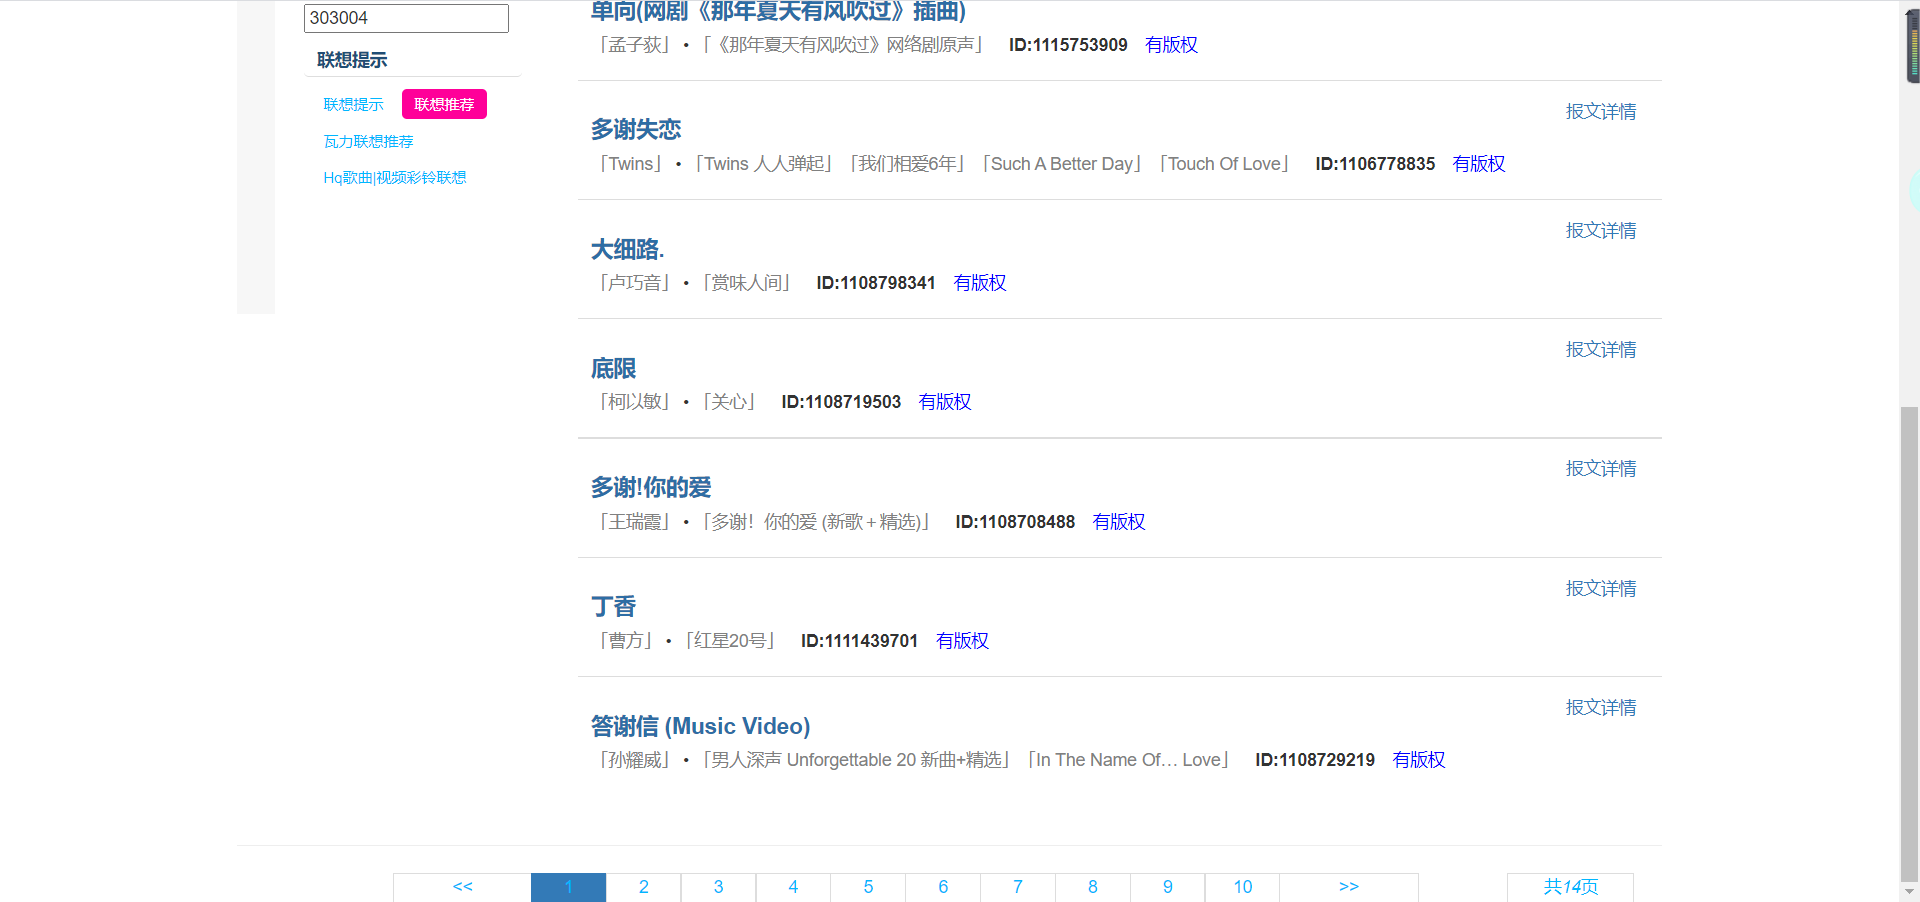 303004
联想提示
联想提示 联想推荐
瓦力联想推荐
Hq歌曲|视频彩铃联想
单向(网剧《那年夏天有风吹过》插曲)
「孟子荻」 • 「《那年夏天有风吹过》网络剧原声」 ID:1115753909 有版权
报文详情
多谢失恋
「Twins」 • 「Twins 人人弹起」「我们相爱6年」「Such A Better Day」「Touch Of Love」 ID:1106778835 有版权
报文详情
大细路.
「卢巧音」 • 「赏味人间」 ID:1108798341 有版权
报文详情
底限
「柯以敏」 • 「关心」 ID:1108719503 有版权
报文详情
多谢!你的爱
「王瑞霞」 • 「多谢！你的爱 (新歌＋精选)」 ID:1108708488 有版权
报文详情
丁香
「曹方」 • 「红星20号」 ID:1111439701 有版权
报文详情
答谢信 (Music Video)
「孙耀威」 • 「男人深声 Unforgettable 20 新曲+精选」「In The Name Of… Love」 ID:1108729219 有版权
<< 1 2 3 4 5 6 7 8 9 10 >> 共14页